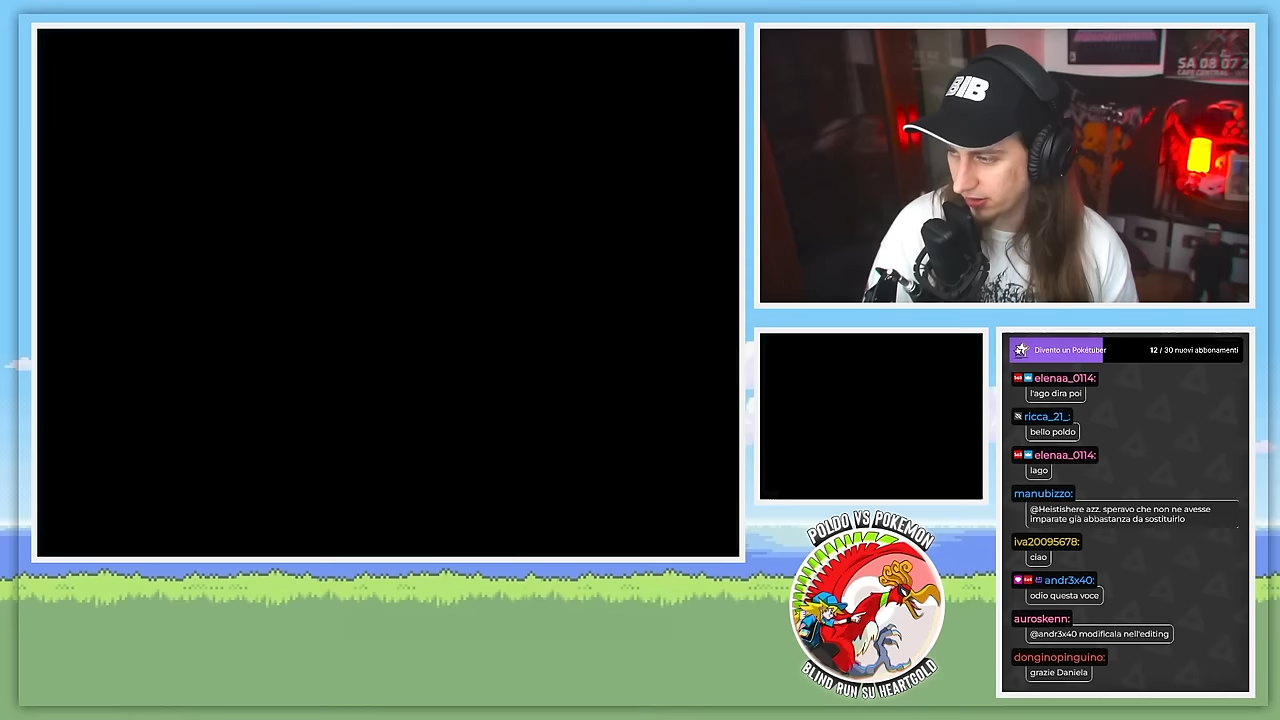 BIB
SA 08 07 2
CAFE CENTRAL
Divento un Pokétuber
12 / 30 nuovi abbonamenti
elenaa_0114:
l'ago dira poi
ricca_21_:
bello poldo
elenaa_0114:
lago
manubizzo:
@Heistishere azz. speravo che non ne avesse
imparate già abbastanza da sostituirlo
iva20095678:
ciao
andr3x40:
odio questa voce
auroskenn:
@andr3x40 modificala nell'editing
donginopinguino:
grazie Daniela
POLDO VS POKEMON
BLIND RUN SU HEARTGOLD